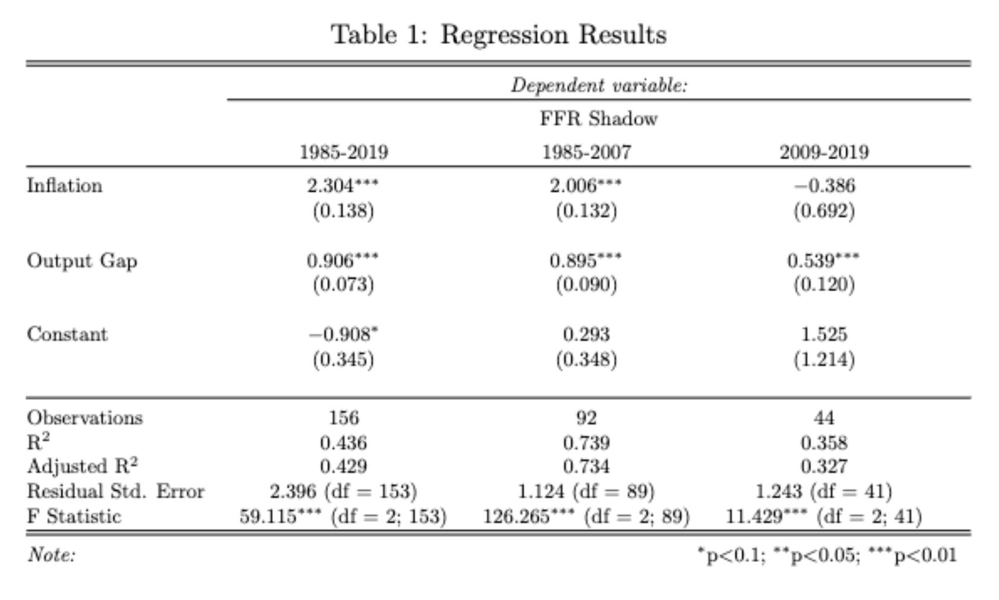 Table 1: Regression Results
Dependent variable:
FFR Shadow
1985-2019 1985-2007 2009-2019
Inflation 2.304*** 2.006*** −0.386
(0.138) (0.132) (0.692)
Output Gap 0.906*** 0.895*** 0.539***
(0.073) (0.090) (0.120)
Constant −0.908* 0.293 1.525
(0.345) (0.348) (1.214)
Observations 156 92 44
R² 0.436 0.739 0.358
Adjusted R² 0.429 0.734 0.327
Residual Std. Error 2.396 (df = 153) 1.124 (df = 89) 1.243 (df = 41)
F Statistic 59.115*** (df = 2; 153) 126.265*** (df = 2; 89) 11.429*** (df = 2; 41)
Note: *p<0.1; **p<0.05; ***p<0.01